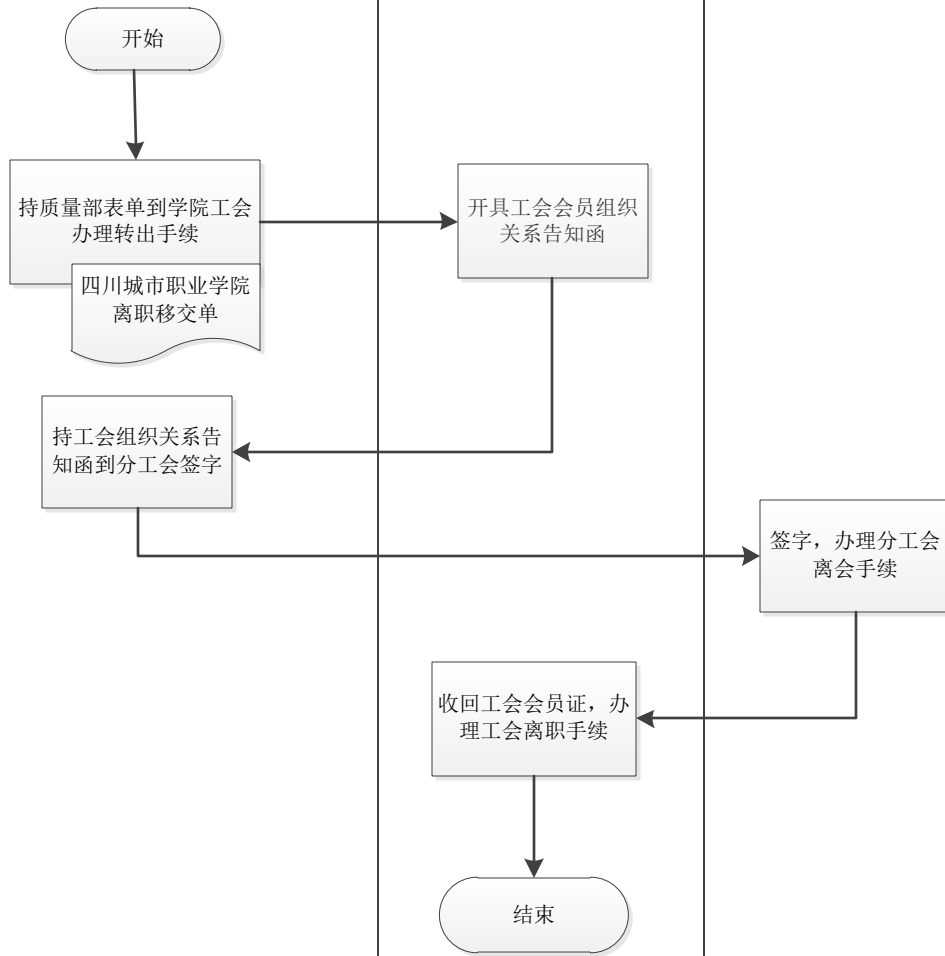 开始
持质量部表单到学院工会
办理转出手续
四川城市职业学院
离职移交单
开具工会会员组织
关系告知函
持工会组织关系告
知函到分工会签字
签字，办理分工会
离会手续
收回工会会员证，办
理工会离职手续
结束